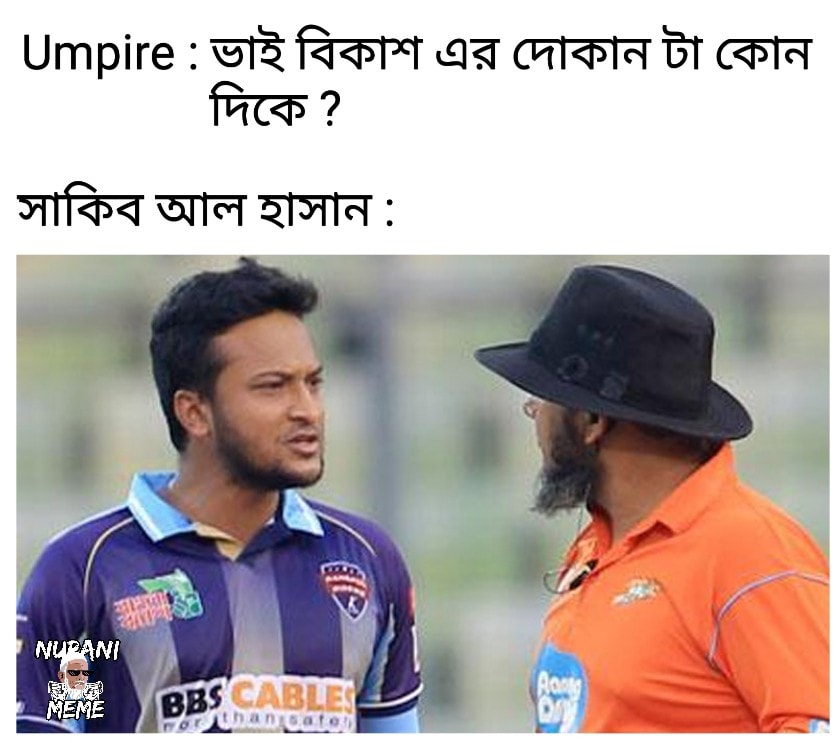 Umpire : ভাই বিকাশ এর দোকান টা কোন
দিকে ?
সাকিব আল হাসান :
NURANI
MEME
BBS CABLES